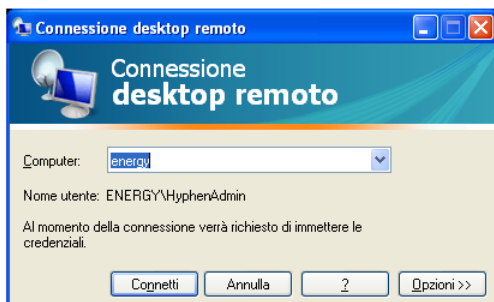 Connessione desktop remoto
Connessione
desktop remoto
Computer: energy
Nome utente: ENERGY\HyphenAdmin
Al momento della connessione verrà richiesto di immettere le
credenziali.
Connetti Annulla ? Opzioni >>